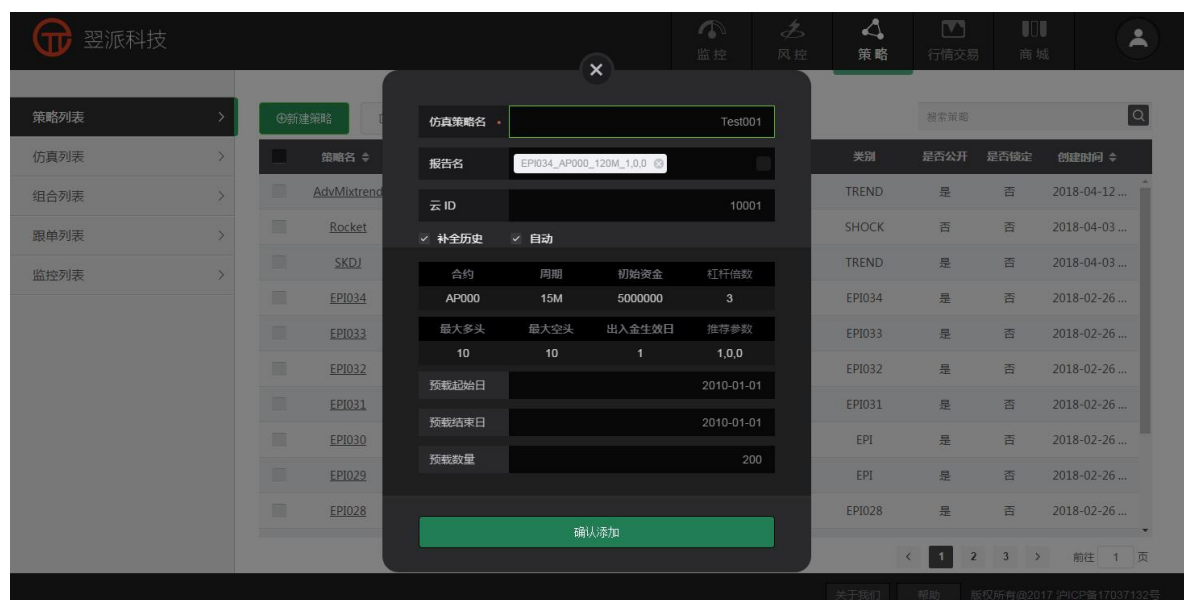 翌派科技
监控 风控 策略 行情交易 商城
策略列表
仿真列表
组合列表
跟单列表
监控列表
⊕新建策略
搜索策略
策略名 类别 是否公开 是否锁定 创建时间
AdvMixtrend TREND 是 否 2018-04-12 ...
Rocket SHOCK 否 否 2018-04-03 ...
SKDJ TREND 是 否 2018-04-03 ...
EPI034 EPI034 是 否 2018-02-26 ...
EPI033 EPI033 是 否 2018-02-26 ...
EPI032 EPI032 是 否 2018-02-26 ...
EPI031 EPI031 是 否 2018-02-26 ...
EPI030 EPI 是 否 2018-02-26 ...
EPI029 EPI 是 否 2018-02-26 ...
EPI028 EPI028 是 否 2018-02-26 ...
仿真策略名 Test001
报告名 EPI034_AP000_120M_1,0,0
云 ID 10001
补全历史 自动
合约 周期 初始资金 杠杆倍数
AP000 15M 5000000 3
最大多头 最大空头 出入金生效日 推荐参数
10 10 1 1,0,0
预载起始日 2010-01-01
预载结束日 2010-01-01
预载数量 200
确认添加
< 1 2 3 > 前往 1 页
关于我们 帮助 版权所有@2017 沪ICP备17037132号